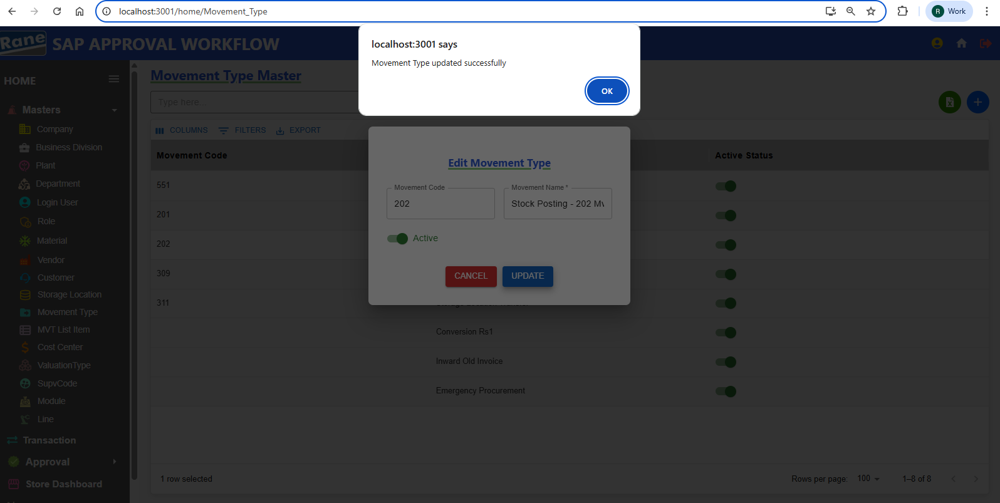 localhost:3001/home/Movement_Type
R Work
Rane
SAP APPROVAL WORKFLOW
localhost:3001 says
Movement Type updated successfully
OK
HOME
Masters
Company
Business Division
Plant
Department
Login User
Role
Material
Vendor
Customer
Storage Location
Movement Type
MVT List Item
Cost Center
ValuationType
SupvCode
Module
Line
Transaction
Approval
Store Dashboard
Movement Type Master
Type here...
COLUMNS FILTERS EXPORT
Movement Code Active Status
551
201
202
309
311
Conversion Rs1
Inward Old Invoice
Emergency Procurement
Edit Movement Type
Movement Code Movement Name *
202 Stock Posting - 202 Mv
Active
CANCEL UPDATE
1 row selected Rows per page: 100 1–8 of 8